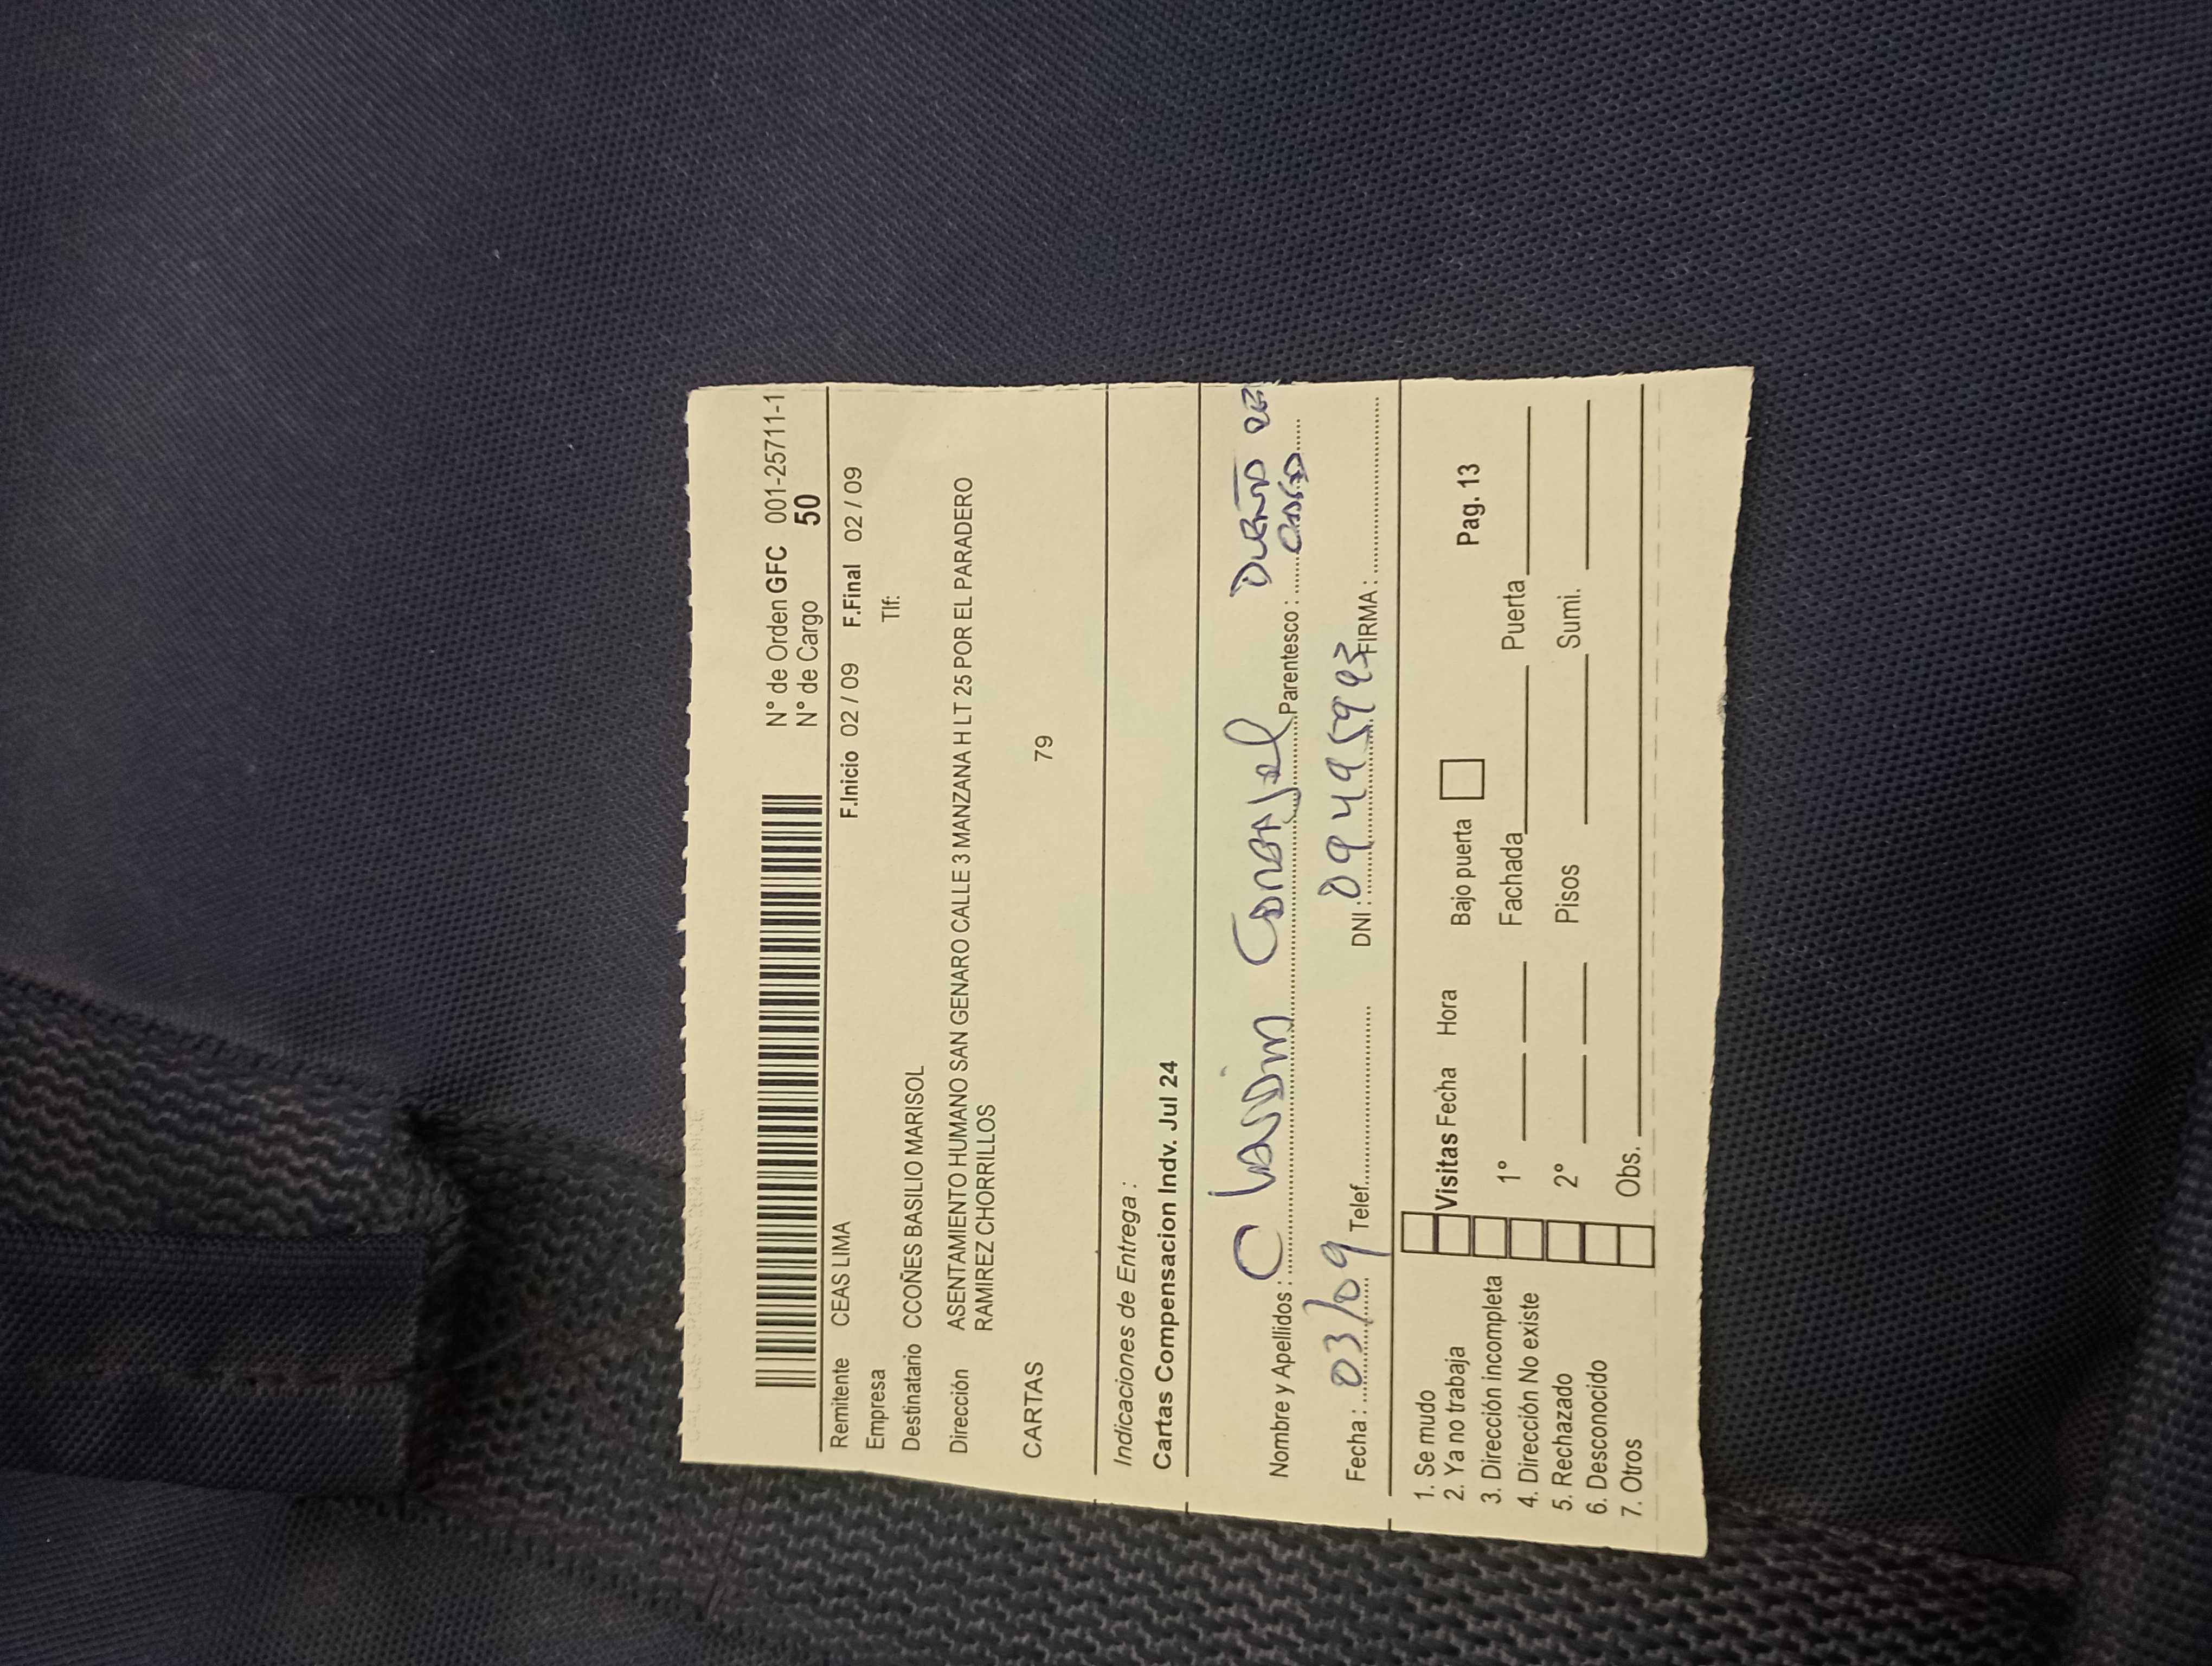 N° de Orden GFC 001-25711-1
N° de Cargo 50
F.Inicio 02 / 09 F.Final 02 / 09
Remitente CEAS LIMA
Empresa Tlf:
Destinatario CCOÑES BASILIO MARISOL
Dirección ASENTAMIENTO HUMANO SAN GENARO CALLE 3 MANZANA H LT 25 POR EL PARADERO
RAMIREZ CHORRILLOS
CARTAS 79
Indicaciones de Entrega :
Cartas Compensacion Indv. Jul 24
Nombre y Apellidos : Parentesco : DUEÑO DE
CASA
Fecha : 03/09 Telef. DNI : 09495993 FIRMA :
1. Se mudo
2. Ya no trabaja Visitas Fecha Hora Bajo puerta Pag. 13
3. Dirección incompleta
4. Dirección No existe 1° Fachada Puerta
5. Rechazado
6. Desconocido 2° Pisos Sumi.
7. Otros Obs.